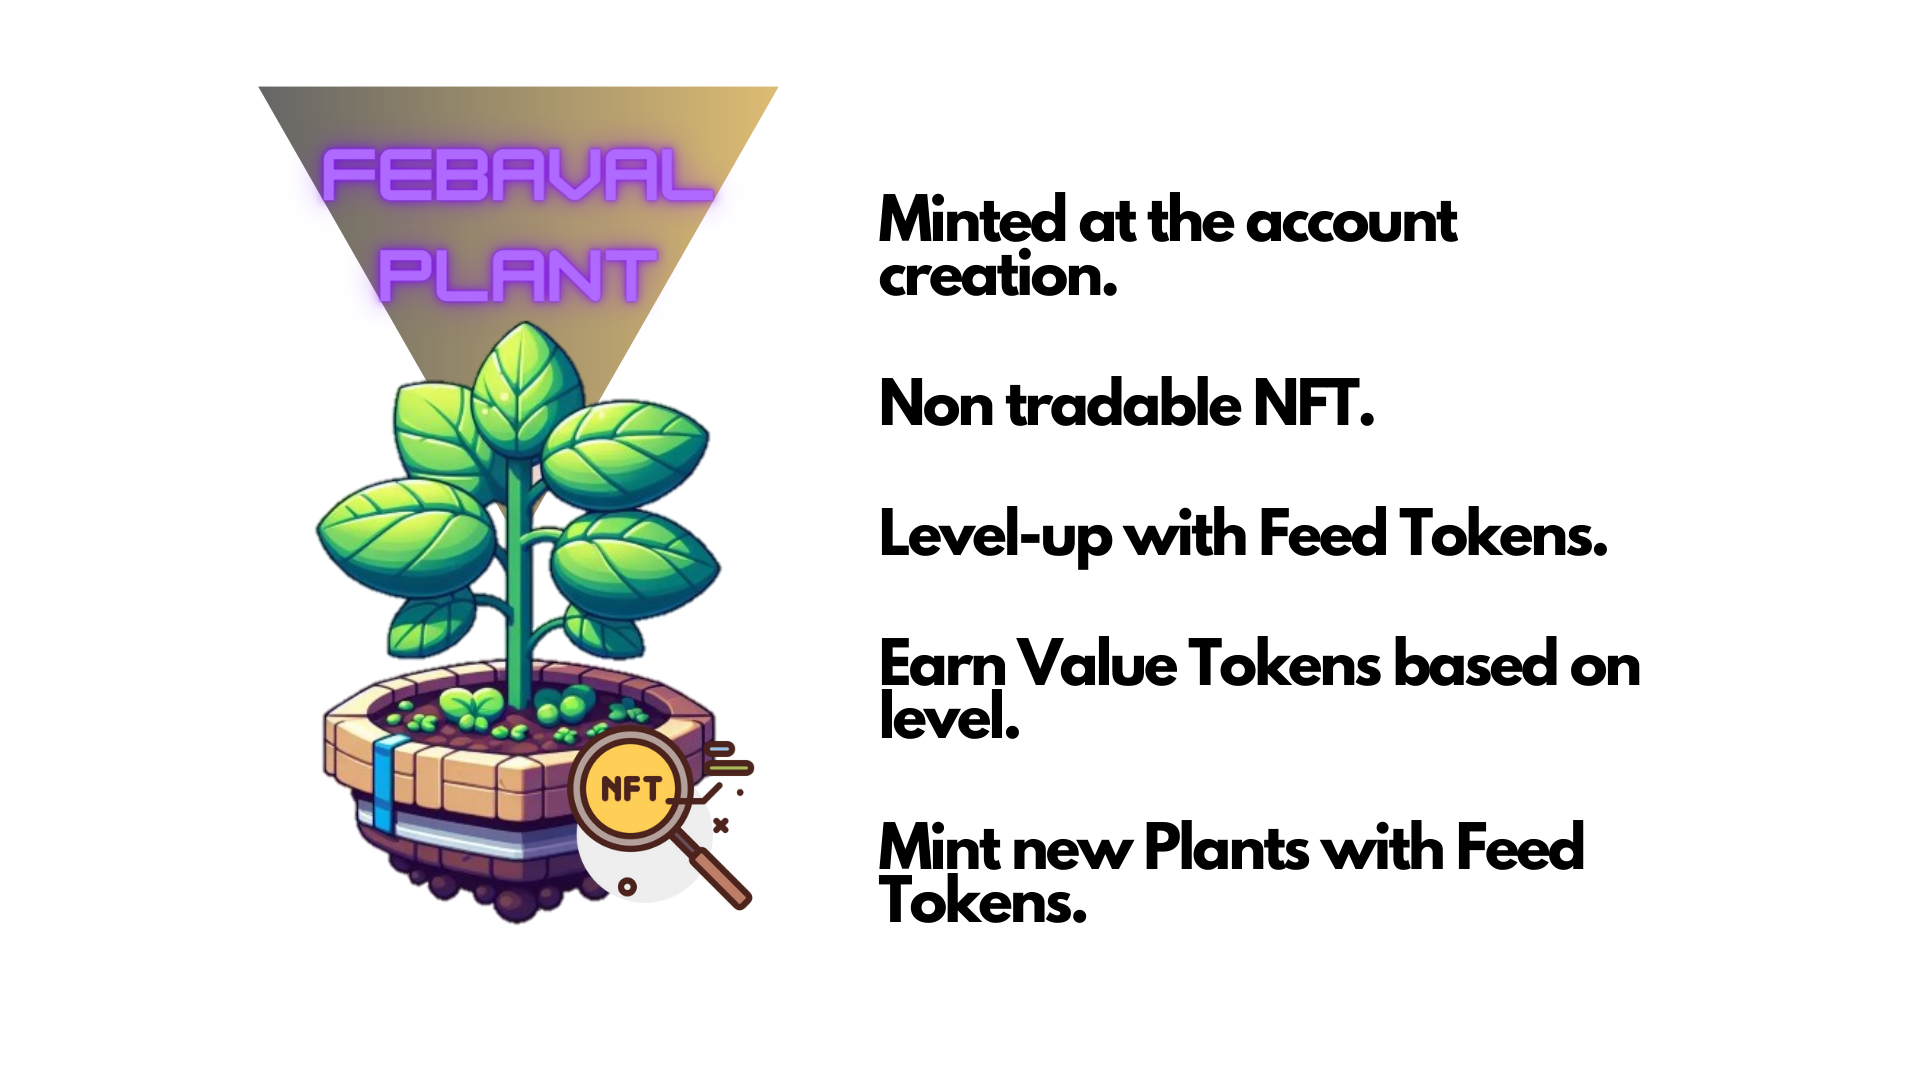 FEBAVAL
PLANT
NFT
Minted at the account
creation.
Non tradable NFT.
Level-up with Feed Tokens.
Earn Value Tokens based on
level.
Mint new Plants with Feed
Tokens.